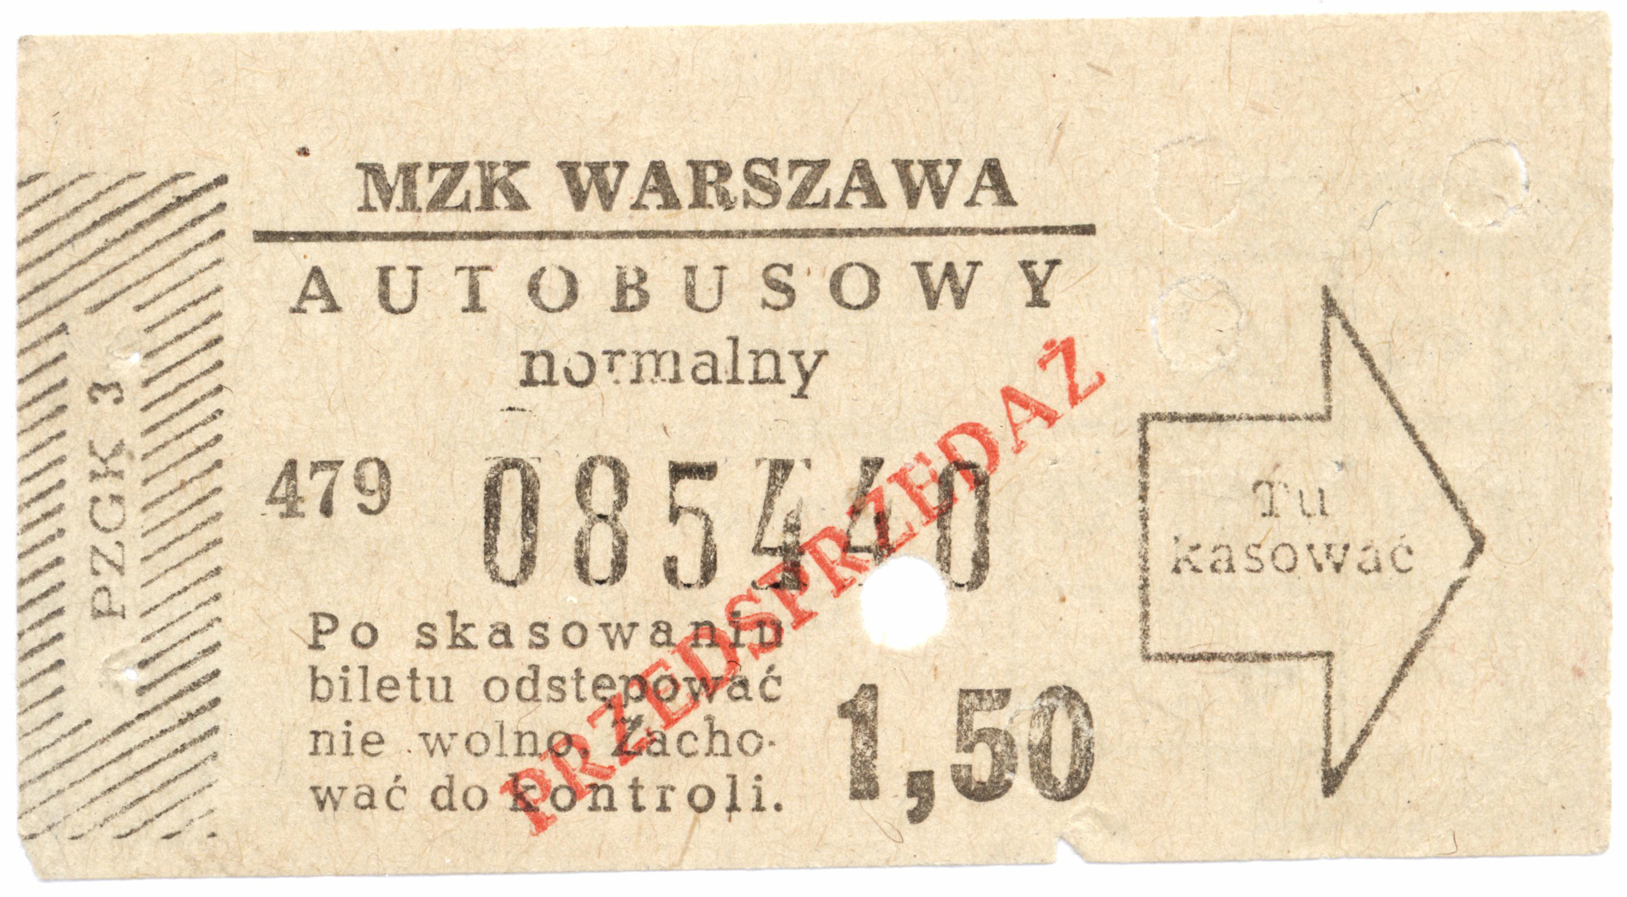 MZK WARSZAWA
AUTOBUSOWY
normalny
479 085440
Po skasowaniu
biletu odstępować
nie wolno. Zacho-
wać do kontroli.
1,50
PRZEDSPRZEDAŻ
PZGK 3
Tu
kasować